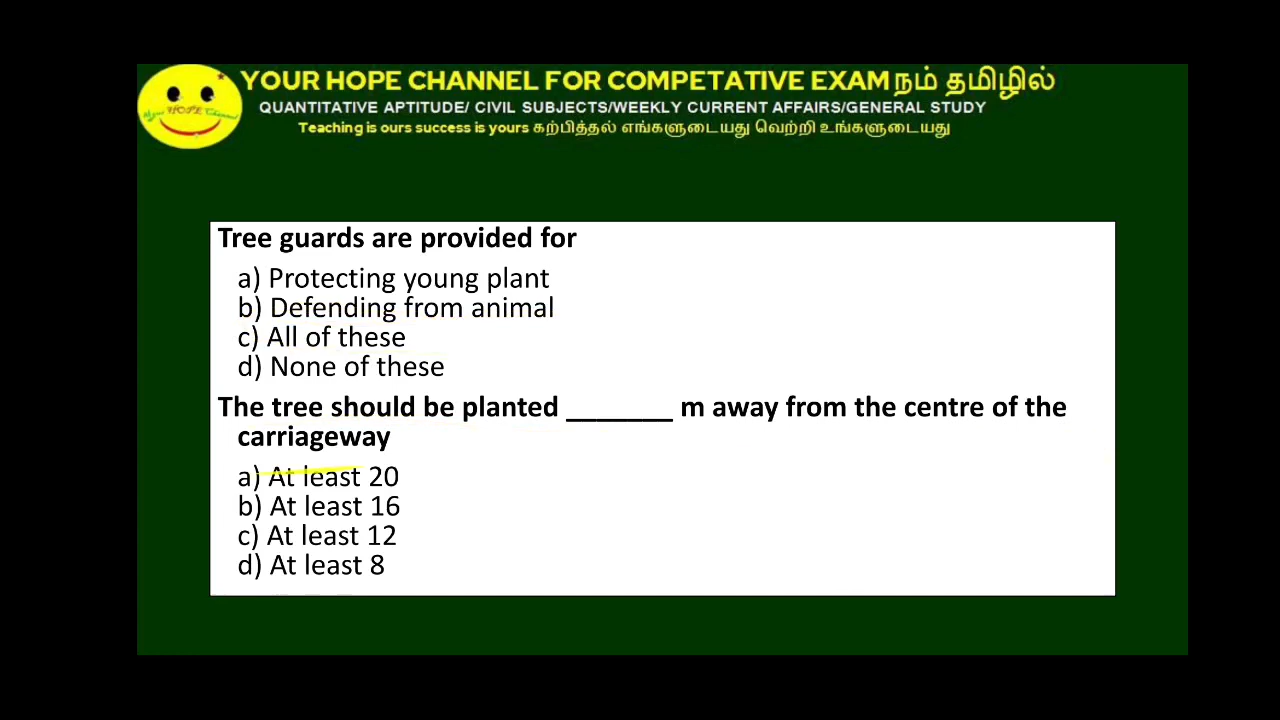 YOUR HOPE CHANNEL FOR COMPETATIVE EXAM நம் தமிழில்
QUANTITATIVE APTITUDE/ CIVIL SUBJECTS/WEEKLY CURRENT AFFAIRS/GENERAL STUDY
Teaching is ours success is yours கற்பித்தல் எங்களுடையது வெற்றி உங்களுடையது
Tree guards are provided for
a) Protecting young plant
b) Defending from animal
c) All of these
d) None of these
The tree should be planted _______ m away from the centre of the
carriageway
a) At least 20
b) At least 16
c) At least 12
d) At least 8